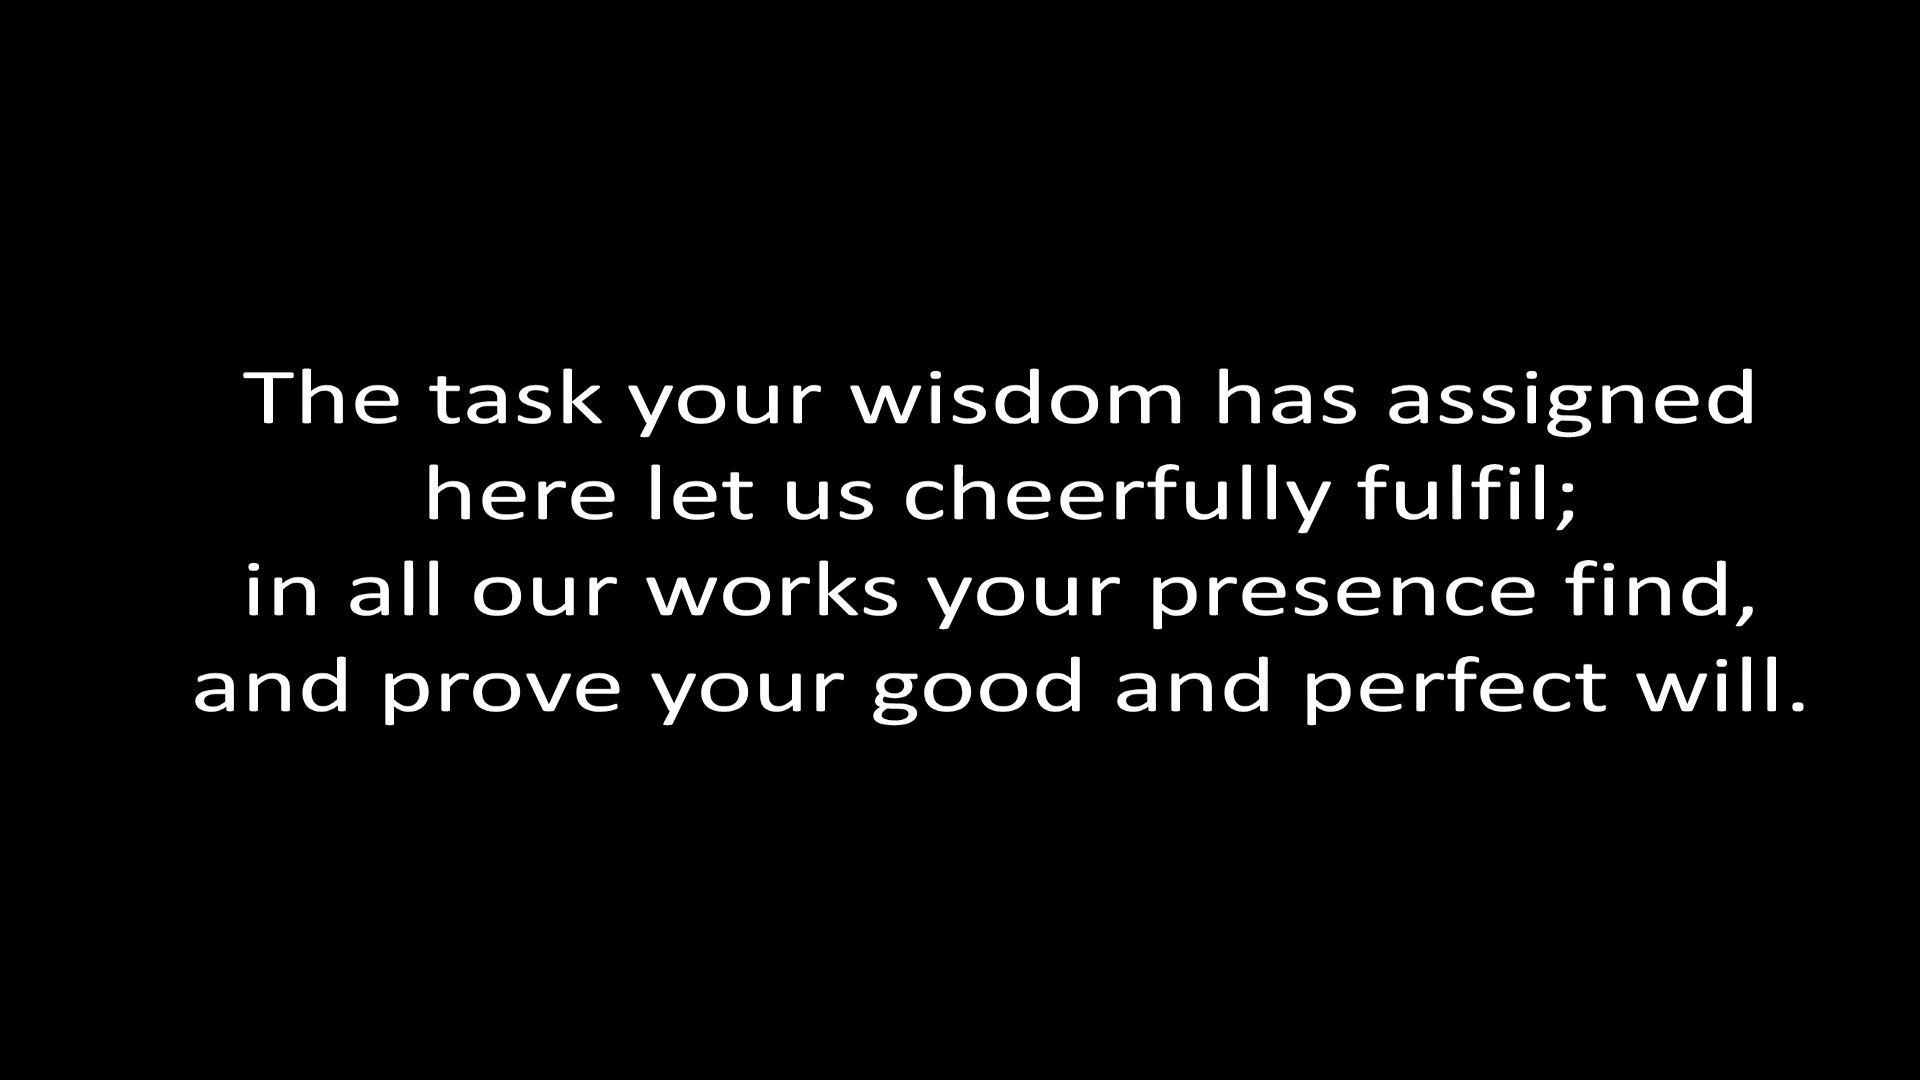 The task your wisdom has assigned
here let us cheerfully fulfil;
in all our works your presence find,
and prove your good and perfect will.